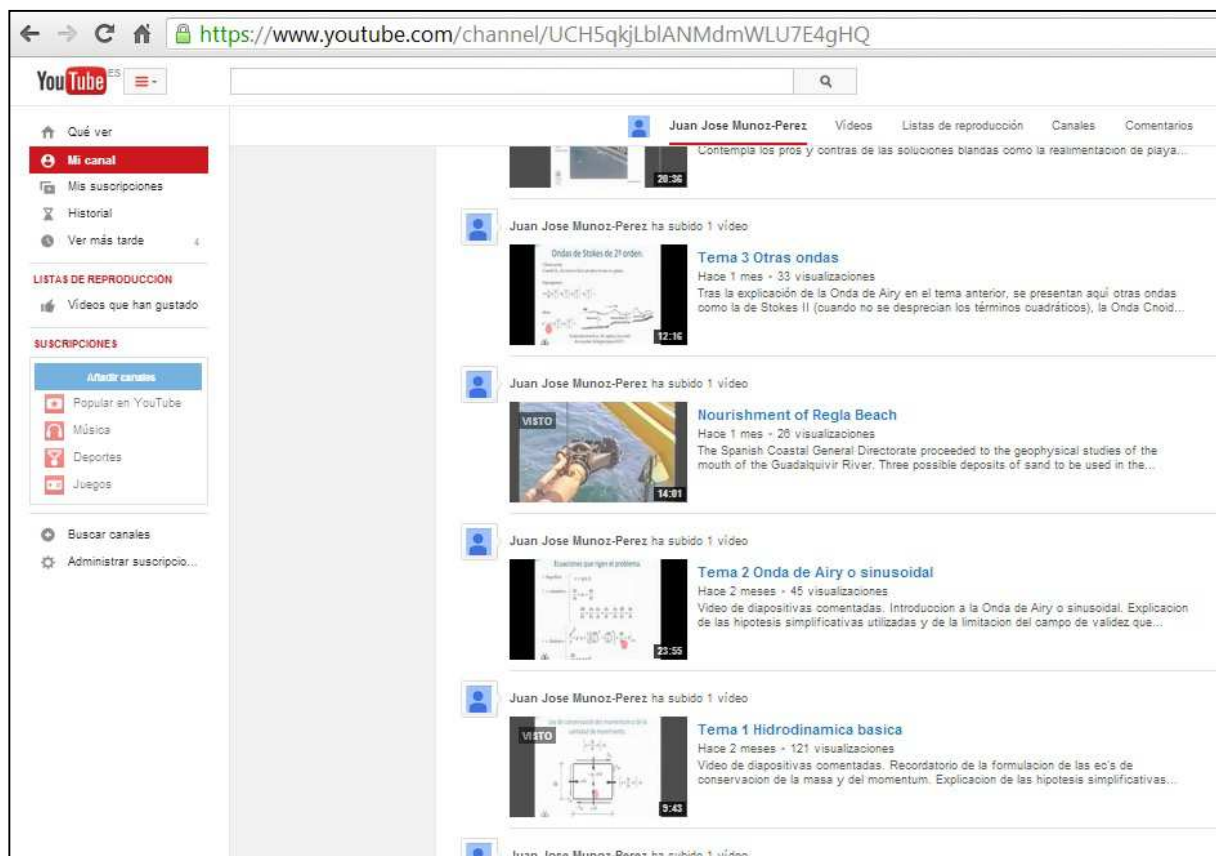 https://www.youtube.com/channel/UCH5qkjLblANMdmWLU7E4gHQ
YouTube ES
Juan Jose Munoz-Perez Vídeos Listas de reproducción Canales Comentarios
Qué ver
Mi canal
Mis suscripciones
Historial
Ver más tarde 4
LISTAS DE REPRODUCCIÓN
Vídeos que han gustado
SUSCRIPCIONES
Añadir canales
Popular en YouTube
Música
Deportes
Juegos
Buscar canales
Administrar suscripcio...
Contempla los pros y contras de las soluciones blandas como la realimentacion de playa...
20:36
Juan Jose Munoz-Perez ha subido 1 vídeo
Ondas de Stokes de 2º orden.
12:16
Tema 3 Otras ondas
Hace 1 mes - 33 visualizaciones
Tras la explicación de la Onda de Airy en el tema anterior, se presentan aquí otras ondas
como la de Stokes II (cuando no se desprecian los términos cuadráticos), la Onda Cnoid...
Juan Jose Munoz-Perez ha subido 1 vídeo
VISTO
14:01
Nourishment of Regla Beach
Hace 1 mes - 26 visualizaciones
The Spanish Coastal General Directorate proceeded to the geophysical studies of the
mouth of the Guadalquivir River. Three possible deposits of sand to be used in the...
Juan Jose Munoz-Perez ha subido 1 vídeo
Ecuaciones que rigen el problema.
23:55
Tema 2 Onda de Airy o sinusoidal
Hace 2 meses - 45 visualizaciones
Video de diapositivas comentadas. Introduccion a la Onda de Airy o sinusoidal. Explicacion
de las hipotesis simplificativas utilizadas y de la limitacion del campo de validez que...
Juan Jose Munoz-Perez ha subido 1 vídeo
Ley de conservación del momentum o de la
cantidad de movimiento.
VISTO
9:43
Tema 1 Hidrodinamica basica
Hace 2 meses - 121 visualizaciones
Video de diapositivas comentadas. Recordatorio de la formulacion de las ec's de
conservacion de la masa y del momentum. Explicacion de las hipotesis simplificativas...
Juan Jose Munoz-Perez ha subido 1 vídeo